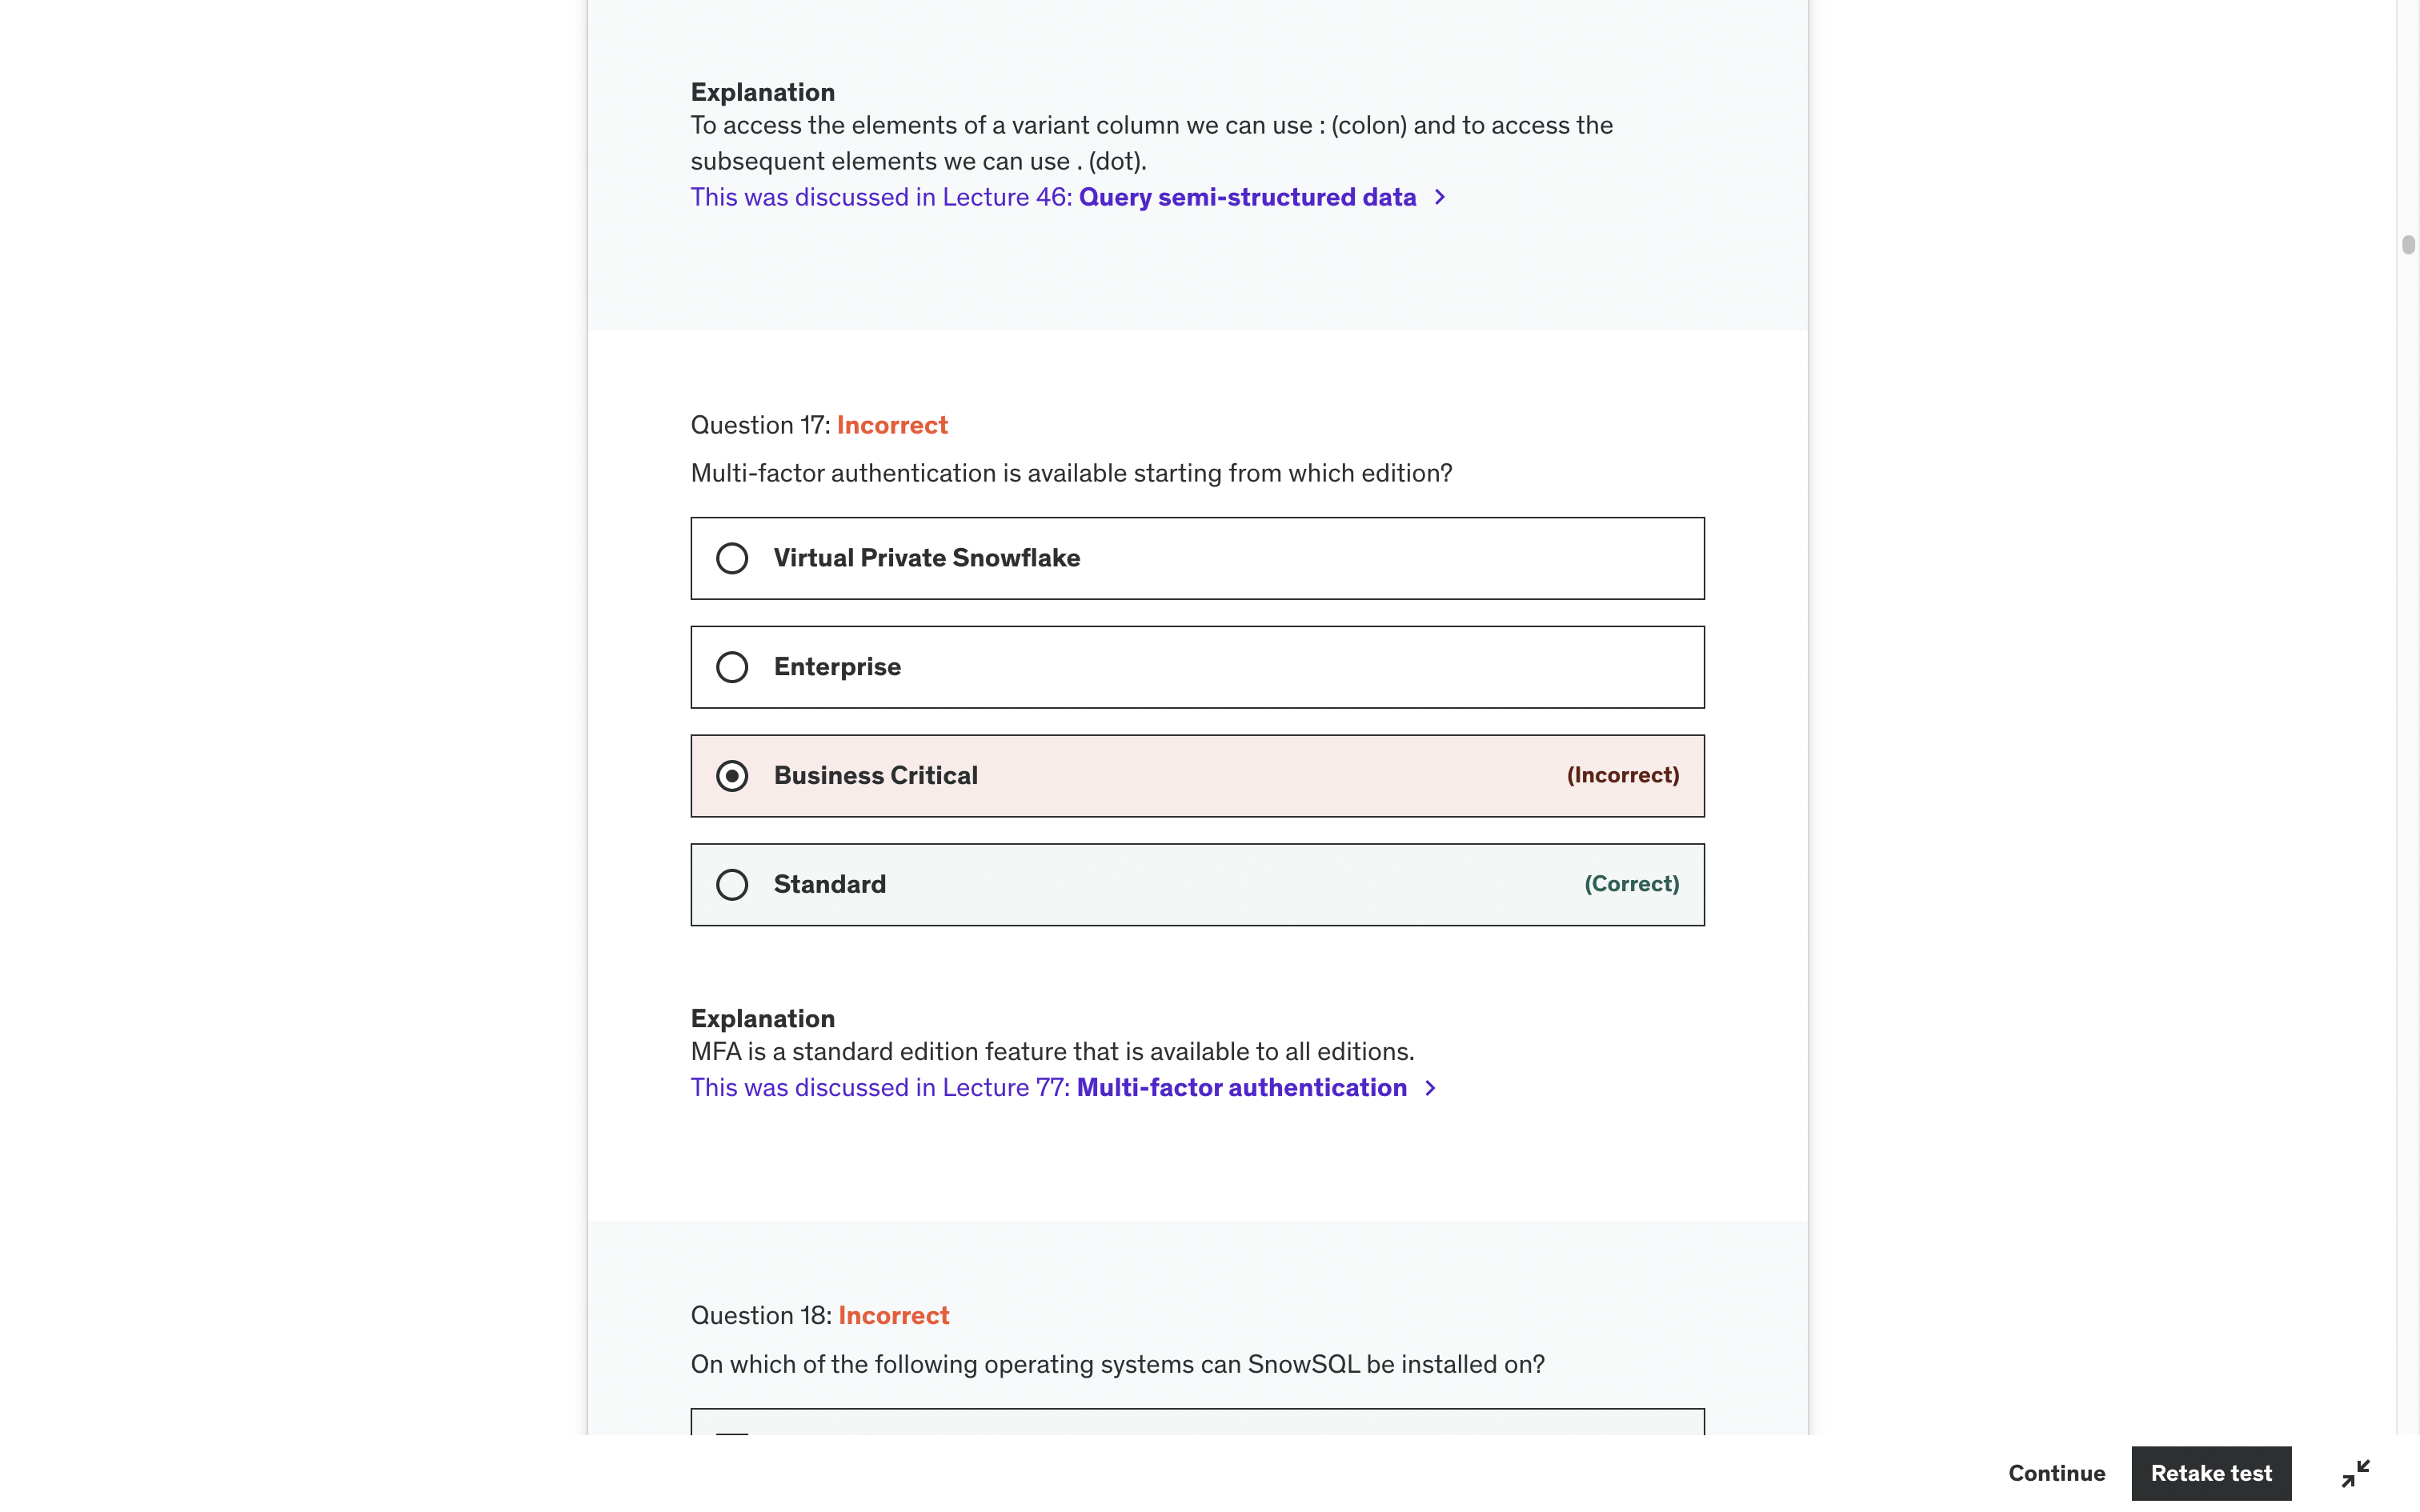 Explanation
To access the elements of a variant column we can use : (colon) and to access the
subsequent elements we can use . (dot).
This was discussed in Lecture 46: Query semi-structured data
Question 17: Incorrect
Multi-factor authentication is available starting from which edition?
Virtual Private Snowflake
Enterprise
Business Critical (Incorrect)
Standard (Correct)
Explanation
MFA is a standard edition feature that is available to all editions.
This was discussed in Lecture 77: Multi-factor authentication
Question 18: Incorrect
On which of the following operating systems can SnowSQL be installed on?
Continue Retake test